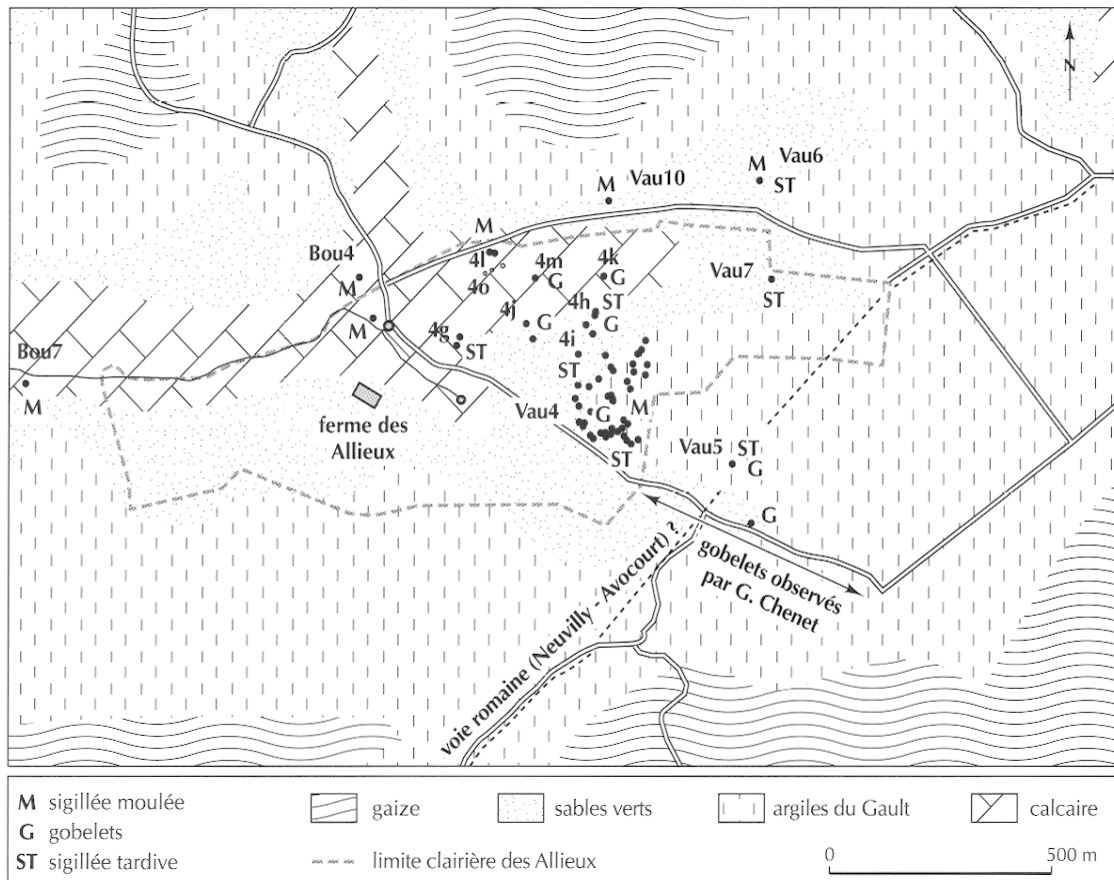 N
M
Vau6
ST
M
Vau10
M
Bou4
4l
4m
4k
G
G
4o
Vau7
M
4h
ST
ST
M
4j
G
G
4g
4i
ST
Bou7
ST
M
G
M
Vau4
ferme des
Allieux
ST
Vau5
ST
G
G
gobelets observés
par G. Chenet
voie romaine (Neuvilly - Avocourt) ?
M sigillée moulée
G gobelets
ST sigillée tardive
gaize
sables verts
argiles du Gault
calcaire
limite clairière des Allieux
0
500 m